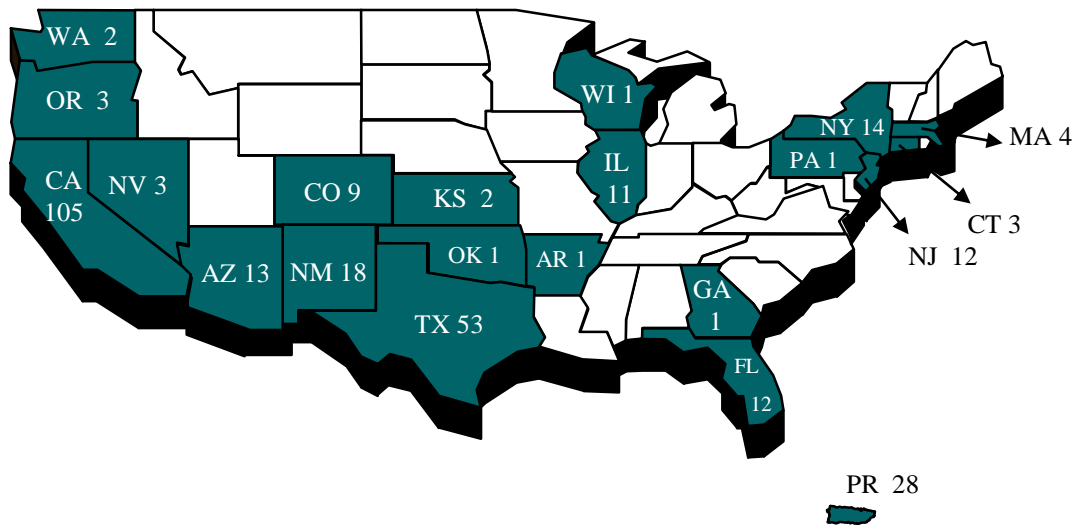 WA 2
OR 3
CA
105
NV 3
AZ 13
NM 18
CO 9
KS 2
OK 1
TX 53
AR 1
WI 1
IL
11
GA
1
FL
12
NY 14
PA 1
MA 4
CT 3
NJ 12
PR 28